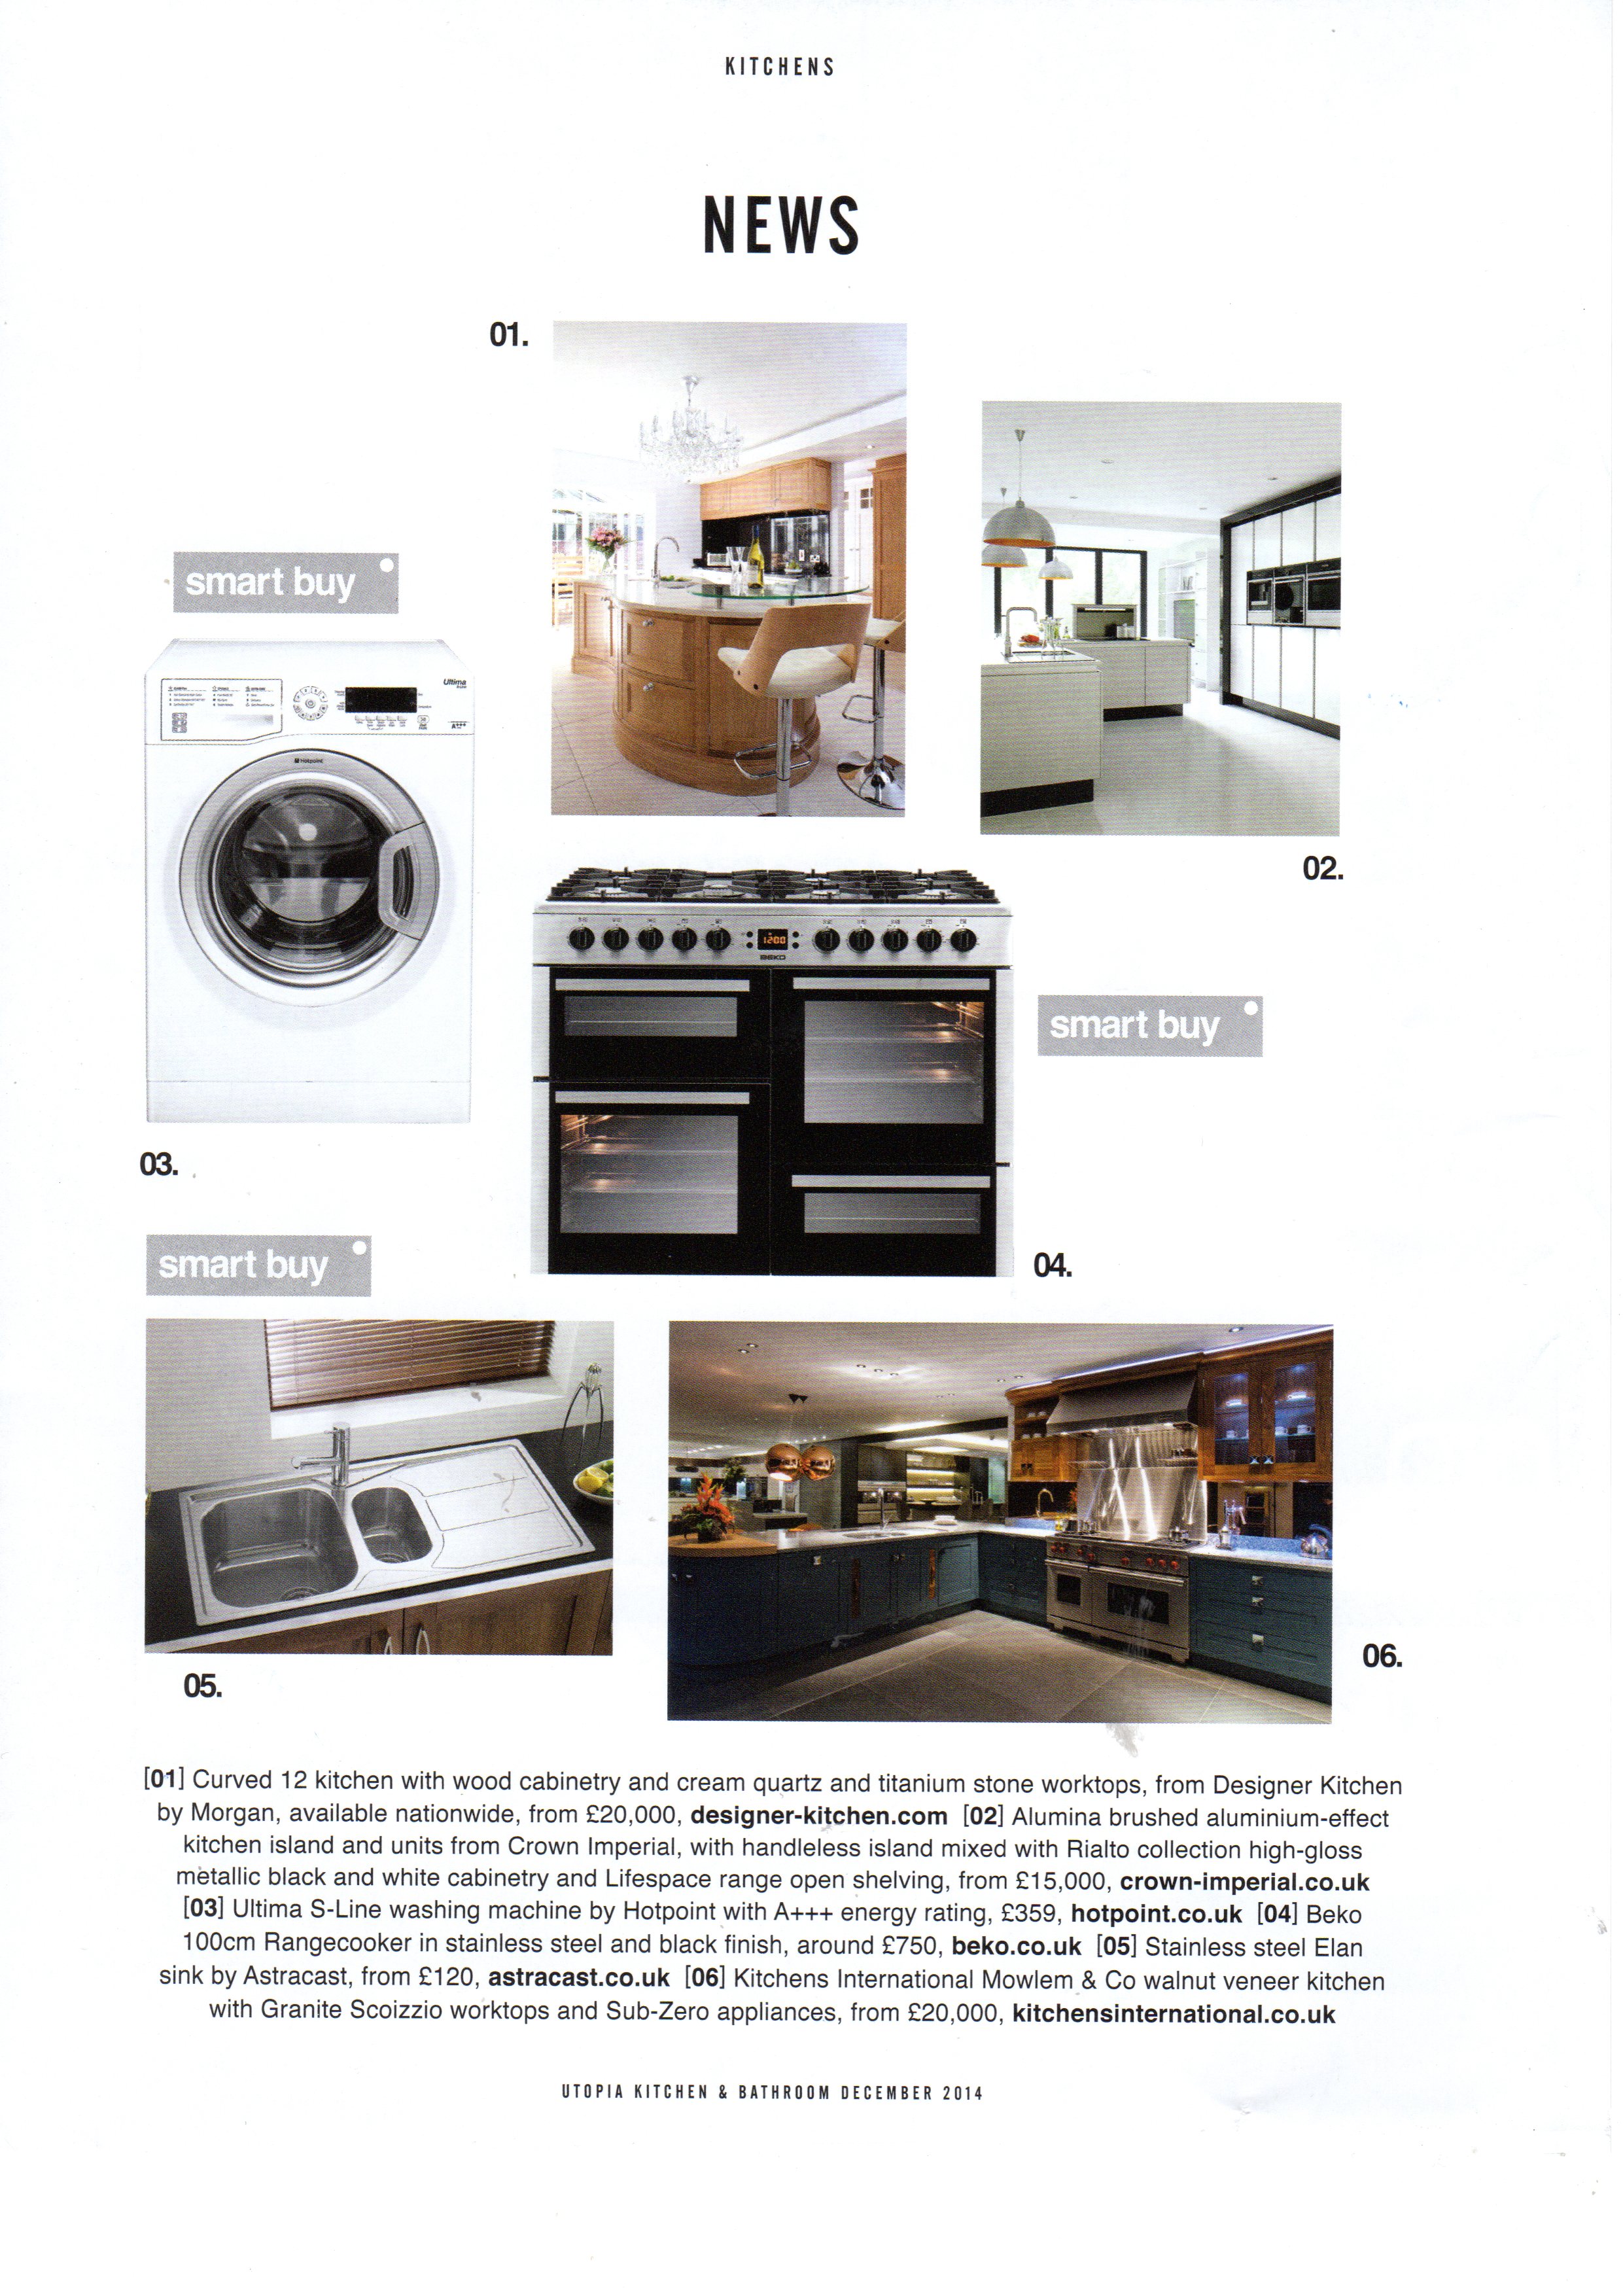 KITCHENS
NEWS
01.
02.
smart buy
Ultima
Hotpoint
A+++
03.
1200
BEKO
smart buy
04.
smart buy
05.
06.
[01] Curved 12 kitchen with wood cabinetry and cream quartz and titanium stone worktops, from Designer Kitchen
by Morgan, available nationwide, from £20,000, designer-kitchen.com [02] Alumina brushed aluminium-effect
kitchen island and units from Crown Imperial, with handleless island mixed with Rialto collection high-gloss
metallic black and white cabinetry and Lifespace range open shelving, from £15,000, crown-imperial.co.uk
[03] Ultima S-Line washing machine by Hotpoint with A+++ energy rating, £359, hotpoint.co.uk [04] Beko
100cm Rangecooker in stainless steel and black finish, around £750, beko.co.uk [05] Stainless steel Elan
sink by Astracast, from £120, astracast.co.uk [06] Kitchens International Mowlem & Co walnut veneer kitchen
with Granite Scoizzio worktops and Sub-Zero appliances, from £20,000, kitchensinternational.co.uk
UTOPIA KITCHEN & BATHROOM DECEMBER 2014